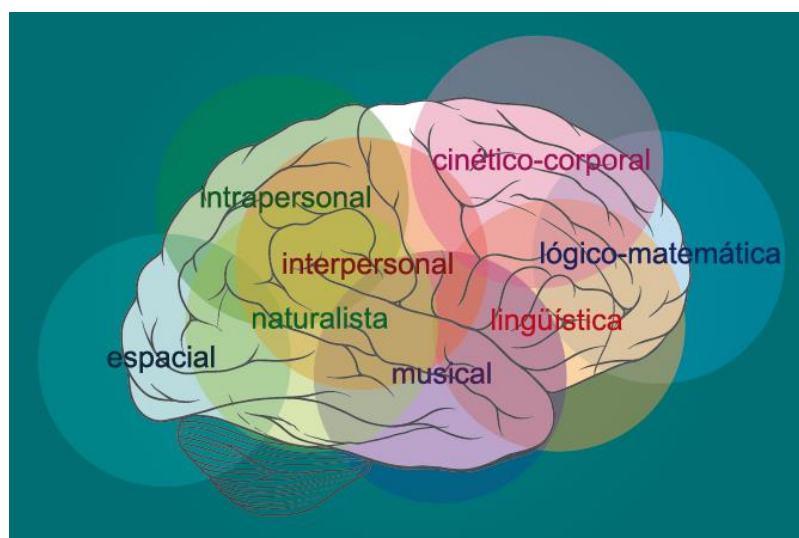 cinético-corporal
intrapersonal
lógico-matemática
interpersonal
naturalista
lingüística
espacial
musical